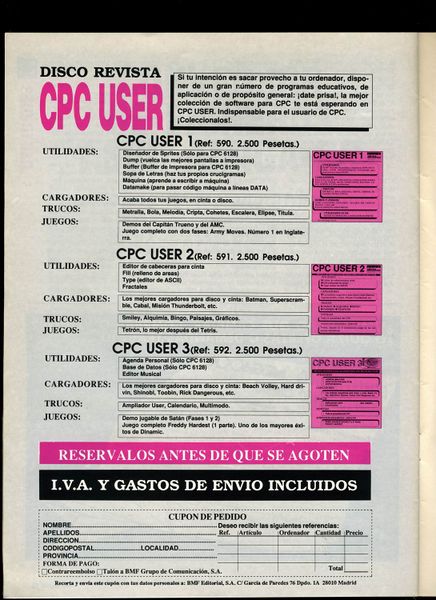 DISCO REVISTA
CPC USER
Si tu intención es sacar provecho a tu ordenador, dispo-
ner de un gran número de programas educativos, de
aplicación o de propósito general: ¡date prisa!, la mejor
colección de software para CPC te está esperando en
CPC USER. Indispensable para el usuario de CPC.
¡Coleccionalos!.
CPC USER 1 (Ref: 590. 2.500 Pesetas.)
UTILIDADES:
Diseñador de Sprites (Sólo para CPC 6128)
Dump (vuelca las mejores pantallas a impresora)
Buffer (Buffer de impresora para CPC 6128)
Sopa de Letras (haz tus propios crucigramas)
Máquina (aprende a escribir a máquina)
Datamake (para pasar código máquina a líneas DATA)
CARGADORES:
Acaba todos tus juegos, en cinta o disco.
TRUCOS:
Metralla, Bola, Melodía, Cripta, Cohetes, Escalera, Elipse, Titula.
JUEGOS:
Demos del Capitán Trueno y del AMC.
Juego completo con dos fases: Army Moves. Número 1 en Inglate-
rra.
CPC USER 1
CPC USER 2 (Ref: 591. 2.500 Pesetas.)
UTILIDADES:
Editor de cabeceras para cinta
Fill (relleno de areas)
Type (editor de ASCII)
Fractales
CARGADORES:
Los mejores cargadores para disco y cinta: Batman, Superscram-
ble, Cabal, Misión Thunderbolt, etc.
TRUCOS:
Smiley, Alquimia, Bingo, Paisajes, Gráficos.
JUEGOS:
Tetrón, lo mejor después del Tetris.
CPC USER 2
CPC USER 3 (Ref: 592. 2.500 Pesetas.)
UTILIDADES:
Agenda Personal (Sólo CPC 6128)
Base de Datos (Sólo CPC 6128)
Editor Musical
CARGADORES:
Los mejores cargadores para disco y cinta: Beach Volley, Hard dri-
vin, Shinobi, Toobin, Rick Dangerous, etc.
TRUCOS:
Ampliador User, Calendario, Multimodo.
JUEGOS:
Demo jugable de Satán (Fases 1 y 2)
Juego completo Freddy Hardest (1 parte). Uno de los mayores éxi-
tos de Dinamic.
CPC USER 3
RESERVALOS ANTES DE QUE SE AGOTEN
I.V.A. Y GASTOS DE ENVIO INCLUIDOS
CUPON DE PEDIDO
NOMBRE
APELLIDOS
DIRECCION
CODIGOPOSTAL LOCALIDAD
PROVINCIA
FORMA DE PAGO:
Contrareembolso Talón a BMF Grupo de Comunicación, S.A.
Deseo recibir las siguientes referencias:
Ref. Artículo Ordenador Cantidad Precio
Total
Recorta y envia este cupón con tus datos personales a: BMF Editorial, S.A. C/ García de Paredes 76 Dpdo. 1A 28010 Madrid